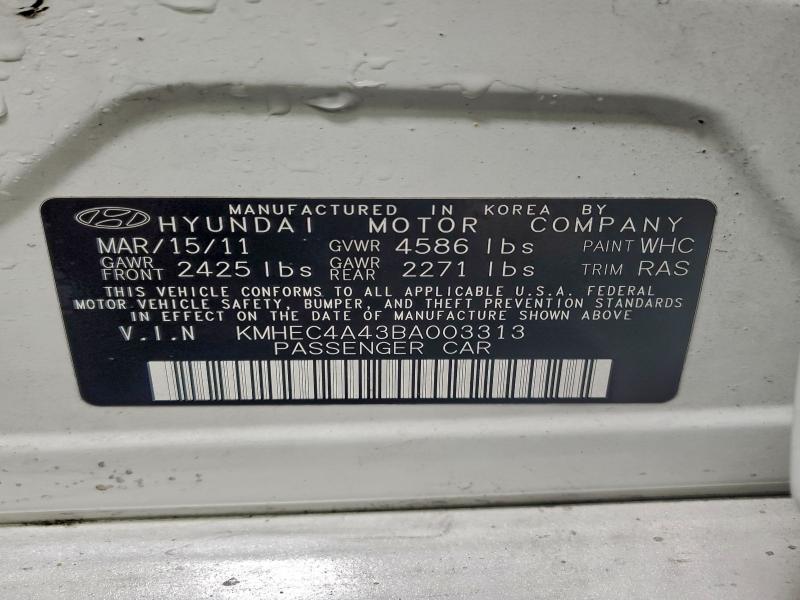 MANUFACTURED IN KOREA BY
HYUNDAI MOTOR COMPANY
MAR/15/11 GVWR 4586 lbs PAINT WHC
GAWR FRONT 2425 lbs GAWR REAR 2271 lbs TRIM RAS
THIS VEHICLE CONFORMS TO ALL APPLICABLE U.S.A. FEDERAL
MOTOR VEHICLE SAFETY, BUMPER, AND THEFT PREVENTION STANDARDS
IN EFFECT ON THE DATE OF MANUFACTURE SHOWN ABOVE
V.I.N KMHEC4A43BA003313
PASSENGER CAR